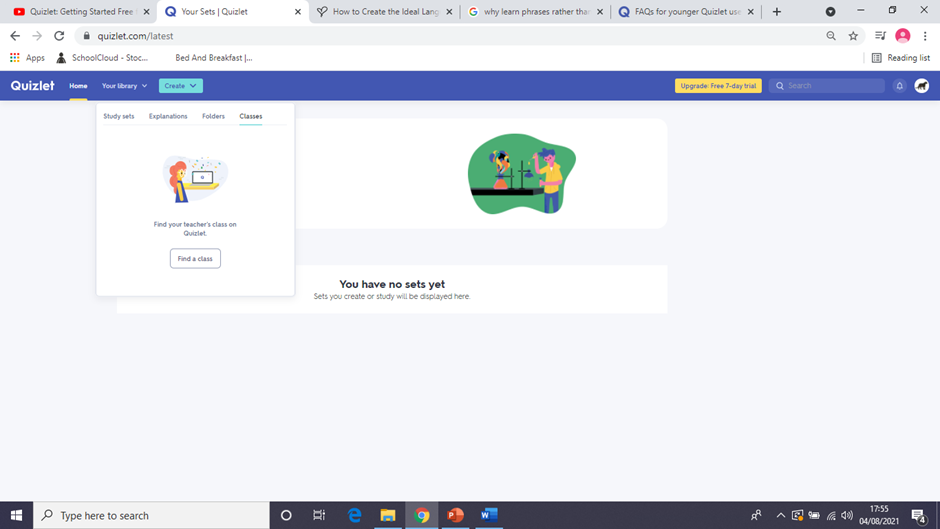 Quizlet: Getting Started Free
Your Sets | Quizlet
How to Create the Ideal Lang
why learn phrases rather than
FAQs for younger Quizlet use
quizlet.com/latest
Apps
SchoolCloud - Stoc...
Bed And Breakfast |...
Reading list
Quizlet
Home
Your library
Create
Upgrade: Free 7-day trial
Search
Study sets
Explanations
Folders
Classes
Find your teacher's class on
Quizlet.
Find a class
You have no sets yet
Sets you create or study will be displayed here.
Type here to search
17:55
04/08/2021
4